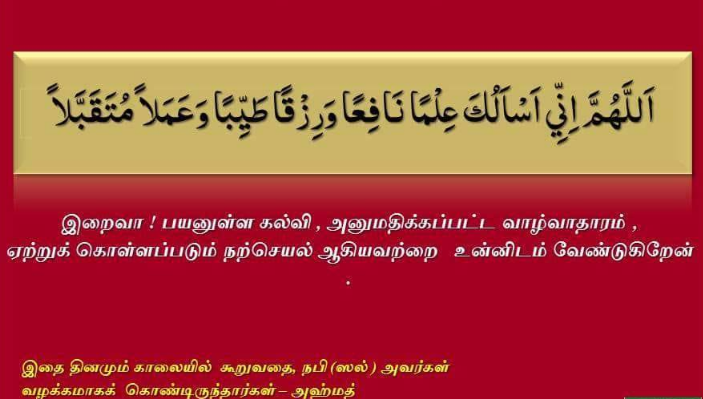 اَللَّهُمَّ اِنِّي اَسْاَلُكَ عِلْمًا نَافِعًا وَرِزْقًا طَيِّبًا وَعَمَلاً مُتَقَبَّلاً
இறைவா ! பயனுள்ள கல்வி , அனுமதிக்கப்பட்ட வாழ்வாதாரம் ,
ஏற்றுக் கொள்ளப்படும் நற்செயல் ஆகியவற்றை உன்னிடம் வேண்டுகிறேன்
.
இதை தினமும் காலையில் கூறுவதை, நபி (ஸல் ) அவர்கள்
வழக்கமாகக் கொண்டிருந்தார்கள் – அஹ்மத்